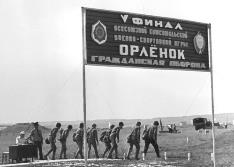 V ФИНАЛ
ВСЕСОЮЗНОЙ КОМСОМОЛЬСКОЙ
ВОЕННО-СПОРТИВНОЙ ИГРЫ
ОРЛЁНОК
ГРАЖДАНСКАЯ ОБОРОНА